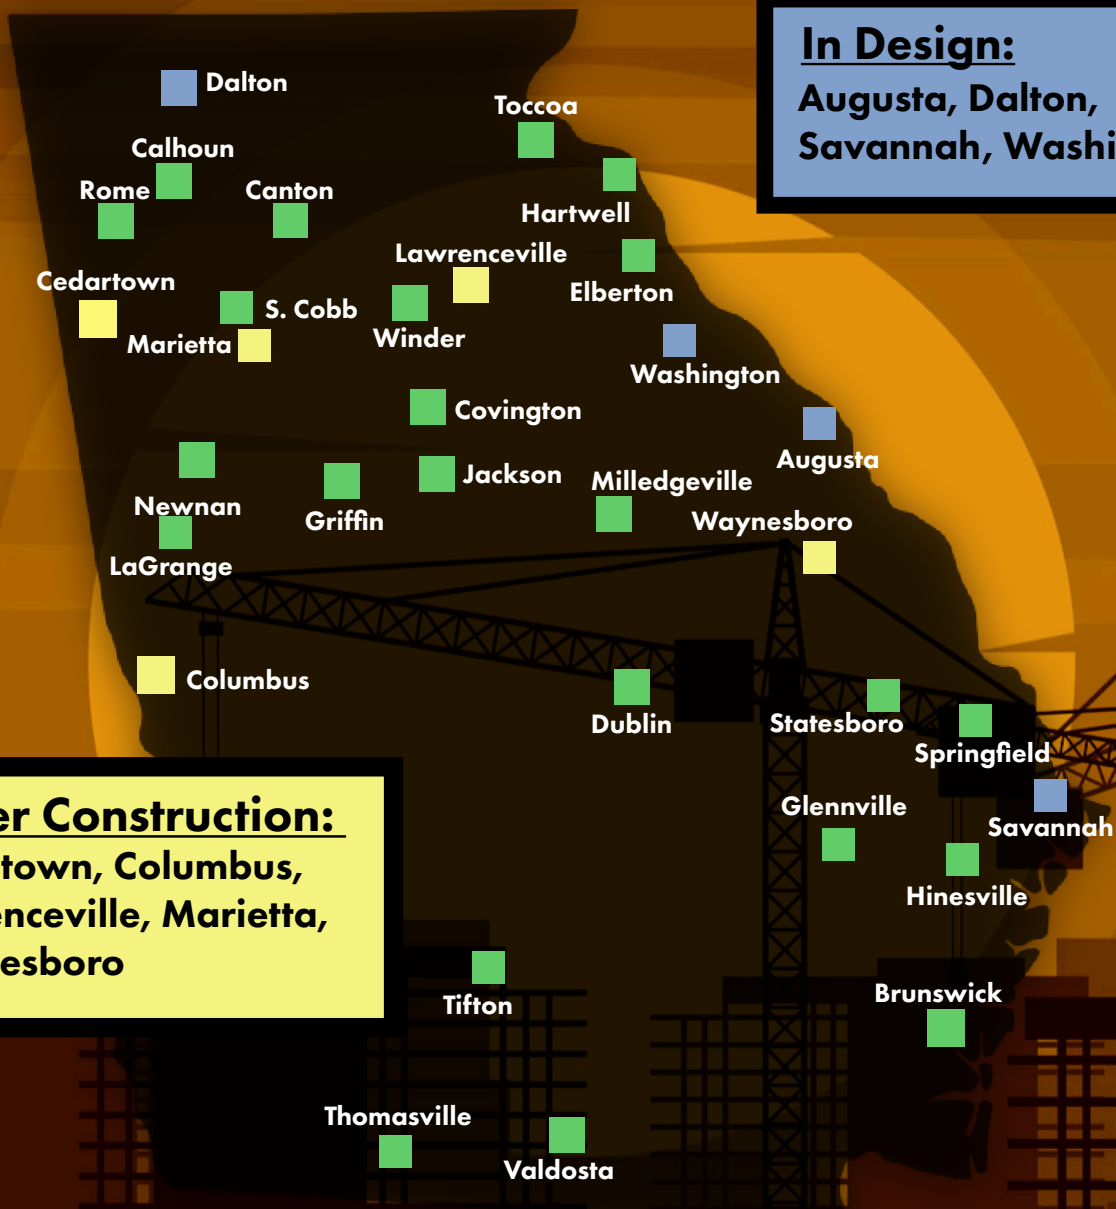 In Design:
Augusta, Dalton,
Savannah, Washi
Dalton
Toccoa
Calhoun
Rome
Canton
Hartwell
Lawrenceville
Cedartown
Elberton
S. Cobb
Winder
Marietta
Washington
Covington
Augusta
Jackson
Milledgeville
Newnan
Griffin
Waynesboro
LaGrange
Columbus
Dublin
Statesboro
Springfield
Glennville
Savannah
Hinesville
er Construction:
town, Columbus,
enceville, Marietta,
esboro
Tifton
Brunswick
Thomasville
Valdosta